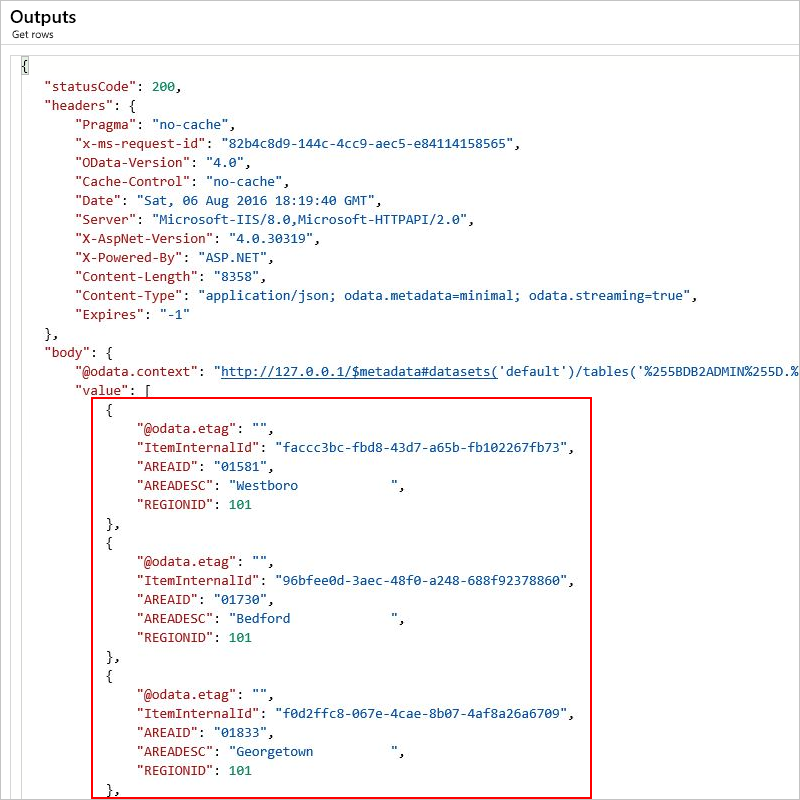 Outputs
Get rows
{
"statusCode": 200,
"headers": {
"Pragma": "no-cache",
"x-ms-request-id": "82b4c8d9-144c-4cc9-aec5-e84114158565",
"OData-Version": "4.0",
"Cache-Control": "no-cache",
"Date": "Sat, 06 Aug 2016 18:19:40 GMT",
"Server": "Microsoft-IIS/8.0,Microsoft-HTTPAPI/2.0",
"X-AspNet-Version": "4.0.30319",
"X-Powered-By": "ASP.NET",
"Content-Length": "8358",
"Content-Type": "application/json; odata.metadata=minimal; odata.streaming=true",
"Expires": "-1"
},
"body": {
"@odata.context": "http://127.0.0.1/$metadata#datasets('default')/tables('%255BDB2ADMIN%255D.%
"value": [
{
"@odata.etag": "",
"ItemInternalId": "faccc3bc-fbd8-43d7-a65b-fb102267fb73",
"AREAID": "01581",
"AREADESC": "Westboro            ",
"REGIONID": 101
},
{
"@odata.etag": "",
"ItemInternalId": "96bfee0d-3aec-48f0-a248-688f92378860",
"AREAID": "01730",
"AREADESC": "Bedford             ",
"REGIONID": 101
},
{
"@odata.etag": "",
"ItemInternalId": "f0d2ffc8-067e-4cae-8b07-4af8a26a6709",
"AREAID": "01833",
"AREADESC": "Georgetown          ",
"REGIONID": 101
},